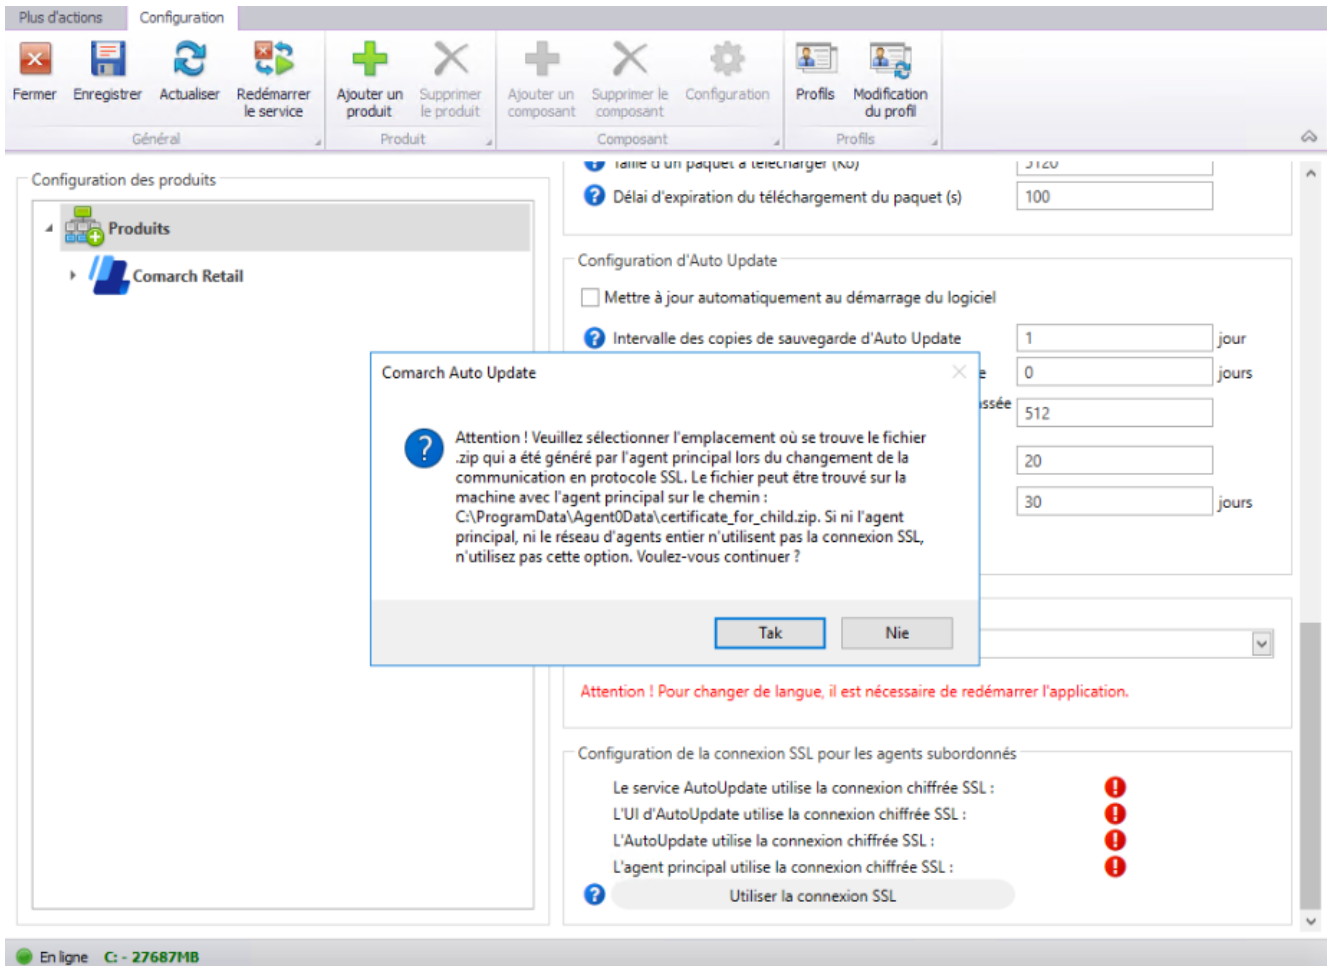 Plus d'actions
Configuration
Fermer
Enregistrer
Actualiser
Redémarrer
le service
Ajouter un
produit
Supprimer
le produit
Ajouter un
composant
Supprimer le
composant
Configuration
Profils
Modification
du profil
Général
Produit
Composant
Profils
Configuration des produits
Produits
Comarch Retail
Taille d'un paquet à télécharger (Ko)
5120
Délai d'expiration du téléchargement du paquet (s)
100
Configuration d'Auto Update
Mettre à jour automatiquement au démarrage du logiciel
Intervalle des copies de sauvegarde d'Auto Update
1
jour
e
0
jours
ssée
512
20
30
jours
Comarch Auto Update
Attention ! Veuillez sélectionner l'emplacement où se trouve le fichier
.zip qui a été généré par l'agent principal lors du changement de la
communication en protocole SSL. Le fichier peut être trouvé sur la
machine avec l'agent principal sur le chemin :
C:\ProgramData\Agent0Data\certificate_for_child.zip. Si ni l'agent
principal, ni le réseau d'agents entier n'utilisent pas la connexion SSL,
n'utilisez pas cette option. Voulez-vous continuer ?
Tak
Nie
Attention ! Pour changer de langue, il est nécessaire de redémarrer l'application.
Configuration de la connexion SSL pour les agents subordonnés
Le service AutoUpdate utilise la connexion chiffrée SSL :
L'UI d'AutoUpdate utilise la connexion chiffrée SSL :
L'AutoUpdate utilise la connexion chiffrée SSL :
L'agent principal utilise la connexion chiffrée SSL :
Utiliser la connexion SSL
En ligne C: - 27687MB